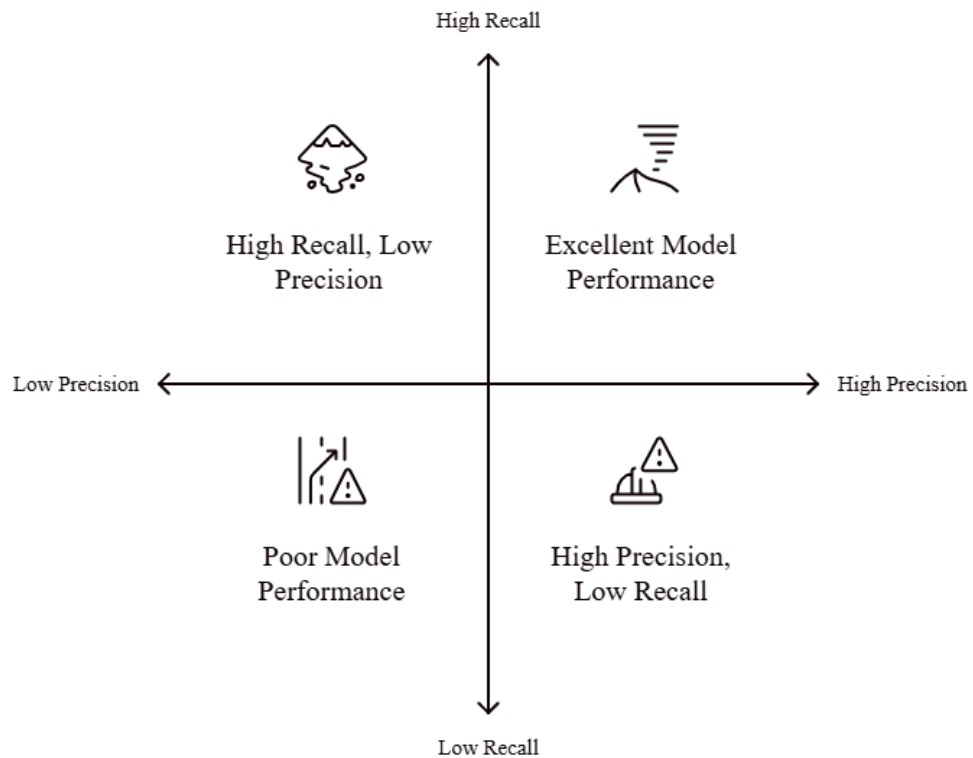 High Recall
High Recall, Low
Precision
Excellent Model
Performance
Low Precision
High Precision
Poor Model
Performance
High Precision,
Low Recall
Low Recall